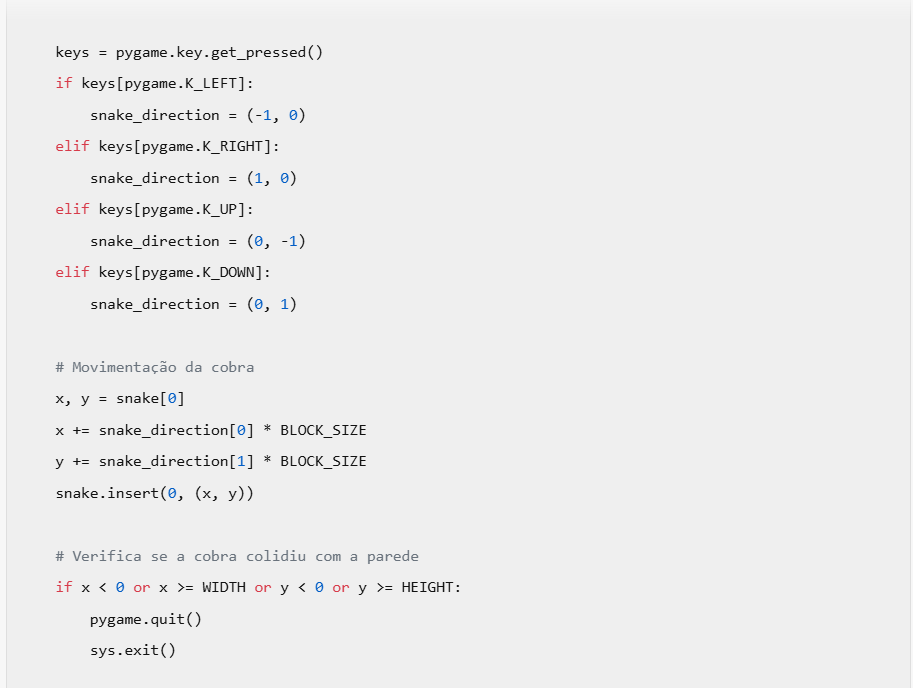 keys = pygame.key.get_pressed()
if keys[pygame.K_LEFT]:
    snake_direction = (-1, 0)
elif keys[pygame.K_RIGHT]:
    snake_direction = (1, 0)
elif keys[pygame.K_UP]:
    snake_direction = (0, -1)
elif keys[pygame.K_DOWN]:
    snake_direction = (0, 1)

# Movimentação da cobra
x, y = snake[0]
x += snake_direction[0] * BLOCK_SIZE
y += snake_direction[1] * BLOCK_SIZE
snake.insert(0, (x, y))

# Verifica se a cobra colidiu com a parede
if x < 0 or x >= WIDTH or y < 0 or y >= HEIGHT:
    pygame.quit()
    sys.exit()